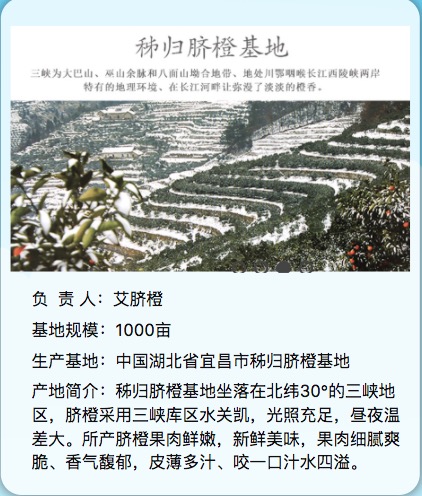 秭归脐橙基地
三峡为大巴山、巫山余脉和八面山坳合地带、地处川鄂咽喉长江西陵峡两岸
特有的地理环境、在长江河畔让弥漫了淡淡的橙香。
负 责 人：艾脐橙
基地规模：1000亩
生产基地：中国湖北省宜昌市秭归脐橙基地
产地简介：秭归脐橙基地坐落在北纬30°的三峡地
区，脐橙采用三峡库区水关凯，光照充足，昼夜温
差大。所产脐橙果肉鲜嫩，新鲜美味，果肉细腻爽
脆、香气馥郁，皮薄多汁、咬一口汁水四溢。